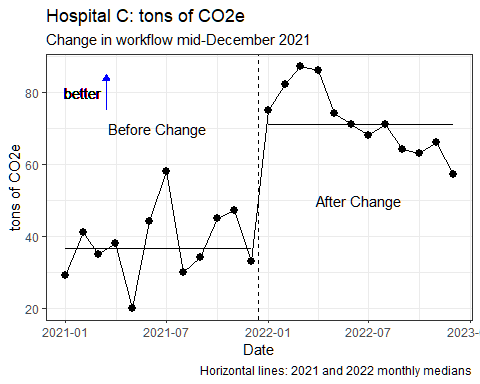 Hospital C: tons of CO2e
Change in workflow mid-December 2021
better
Before Change
After Change
tons of CO2e
80
60
40
20
2021-01 2021-07 2022-01 2022-07 2023-0
Date
Horizontal lines: 2021 and 2022 monthly medians